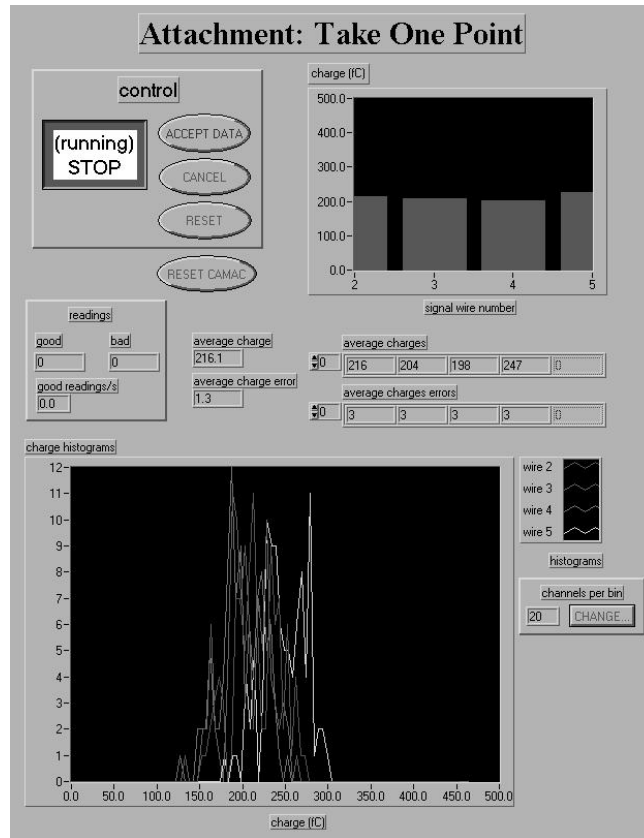 Attachment: Take One Point
control
(running)
STOP
ACCEPT DATA
CANCEL
RESET
RESET CAMAC
charge (fC)
500.0
400.0
300.0
200.0
100.0
0.0
2 3 4 5
signal wire number
readings
good bad
0 0
good readings/s
0.0
average charge
216.1
average charge error
1.3
average charges
0 216 204 198 247 0
average charges errors
0 3 3 3 3 0
charge histograms
12
11
10
9
8
7
6
5
4
3
2
1
0
0.0 50.0 100.0 150.0 200.0 250.0 300.0 350.0 400.0 450.0 500.0
charge (fC)
wire 2
wire 3
wire 4
wire 5
histograms
channels per bin
20 CHANGE...